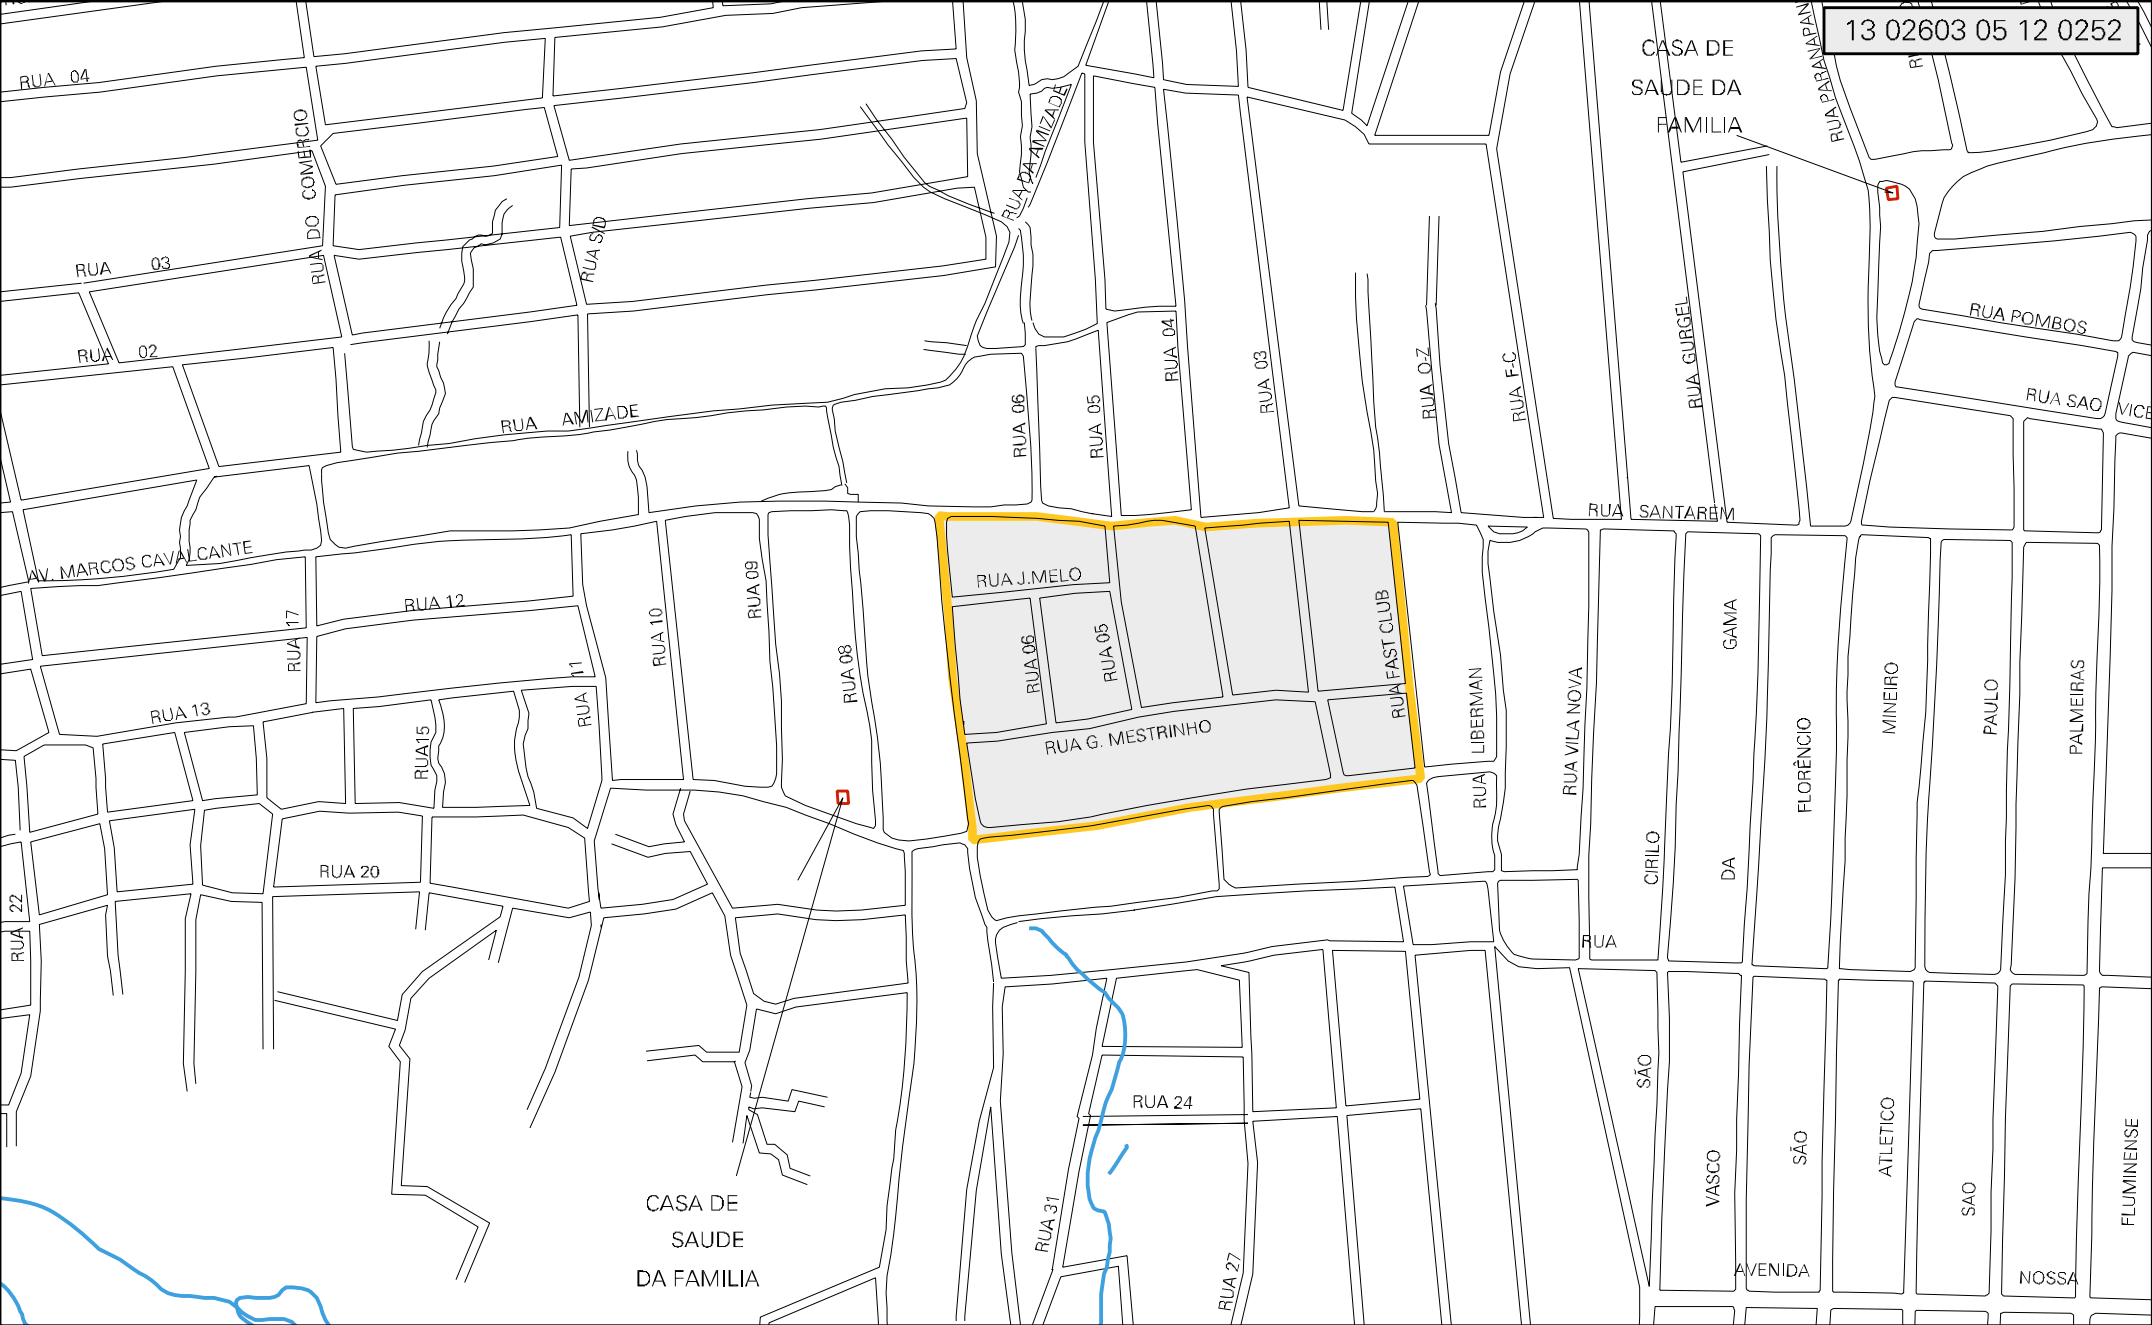 13 02603 05 12 0252
CASA DE
SAUDE DA
FAMILIA
RUA 04
RUA DO COMERCIO
RUA DA AMIZADE
RUA PARANAPAN
RUA 03
RUA S/D
RUA 02
RUA AMIZADE
RUA 06
RUA 05
RUA 04
RUA 03
RUA O-Z
RUA F-C
RUA GURGEL
RUA POMBOS
RUA SAO VICE
RUA SANTAREM
AV. MARCOS CAVALCANTE
RUA 12
RUA 17
RUA 13
RUA15
RUA 11
RUA 10
RUA 09
RUA 08
RUA J.MELO
RUA 06
RUA 05
RUA FAST CLUB
RUA G. MESTRINHO
RUA LIBERMAN
RUA VILA NOVA
CIRILO
GAMA
DA
FLORÊNCIO
MINEIRO
PAULO
PALMEIRAS
RUA 20
RUA 22
RUA
RUA 24
RUA 31
RUA 27
SÃO
VASCO
SÃO
ATLETICO
SAO
FLUMINENSE
CASA DE
SAUDE
DA FAMILIA
AVENIDA NOSSA